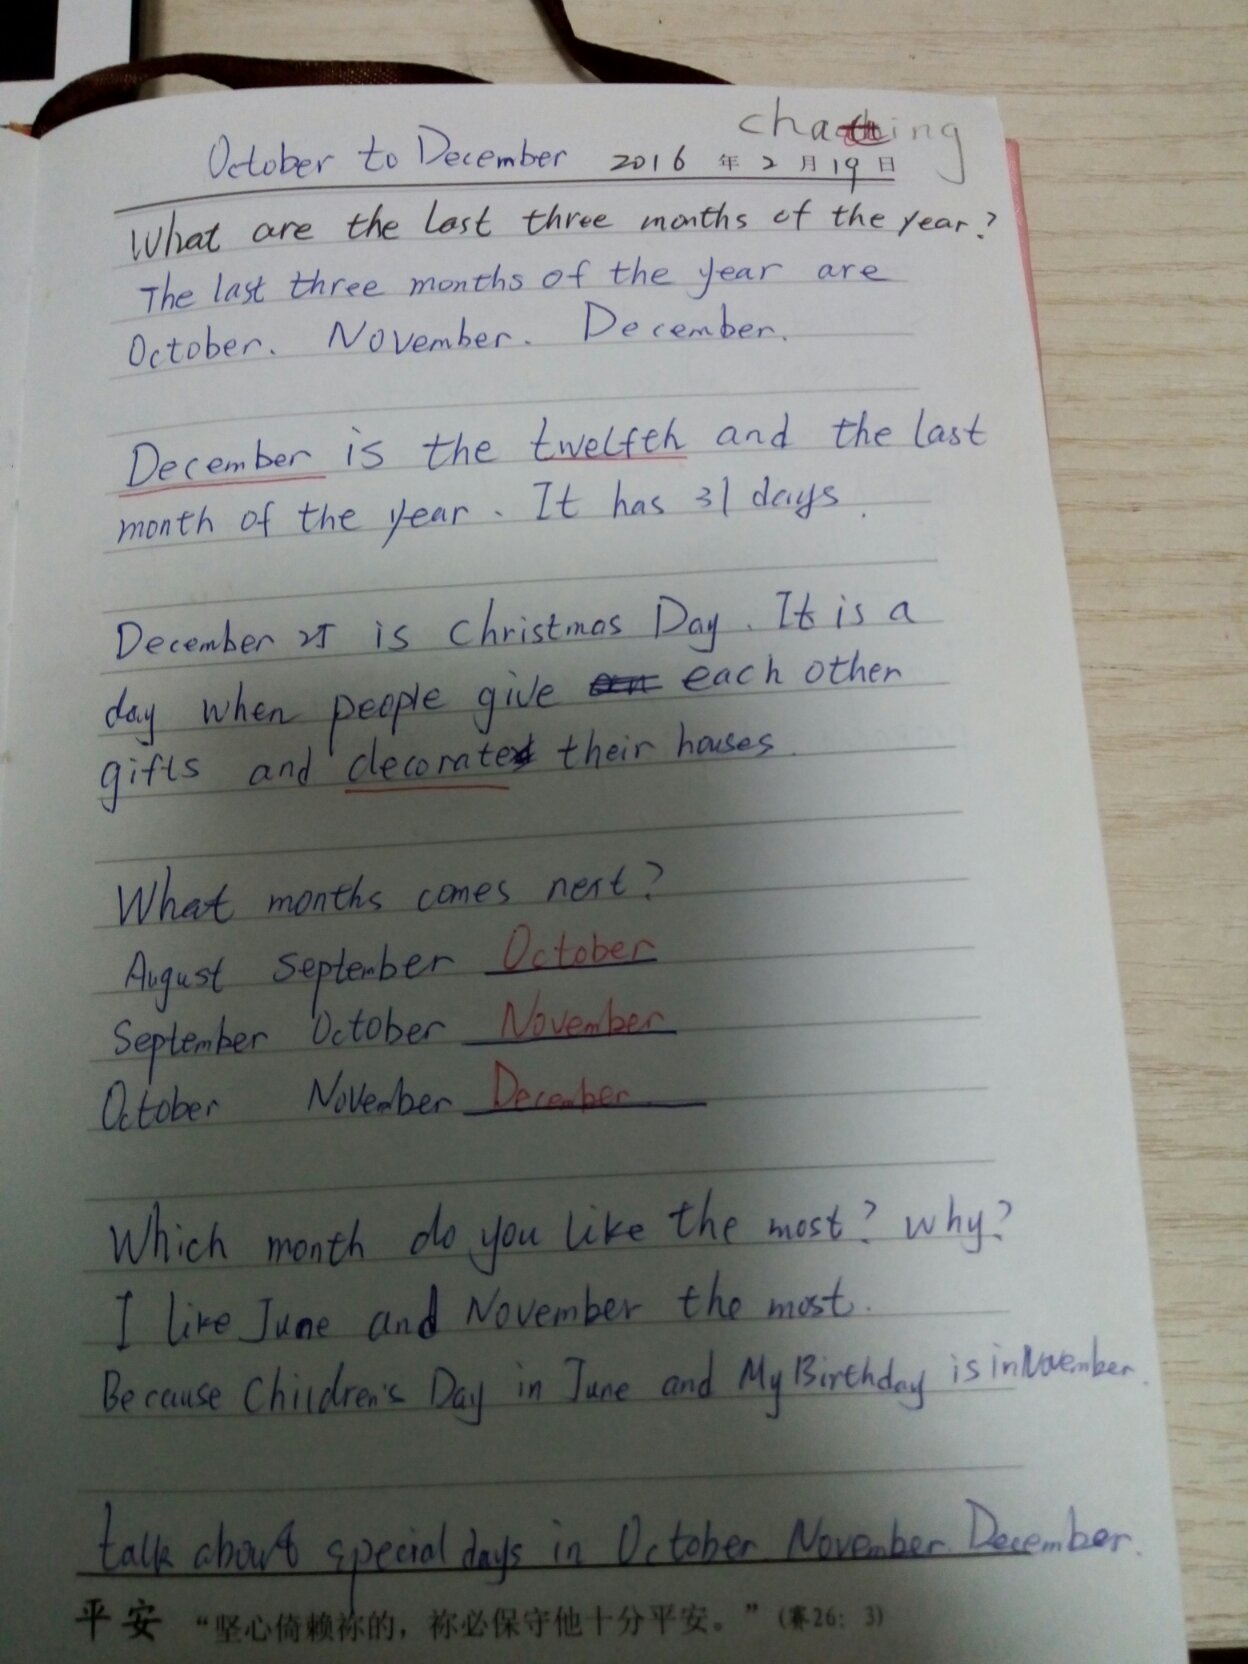 October to December 2016 年 2 月 19 日
What are the last three months of the year?
The last three months of the year are
October. November. December.
December is the twelfth and the last
month of the year. It has 31 days.
December 25 is Christmas Day. It is a
day when people give each other
gifts and decorate their houses.
What months comes next?
August September October
September October November
October November December
Which month do you like the most? Why?
I like June and November the most.
Because Children's Day in June and My Birthday is in November.
talk about special days in October November December.
平安 “坚心倚赖祢的，祢必保守他十分平安。”（赛26：3）